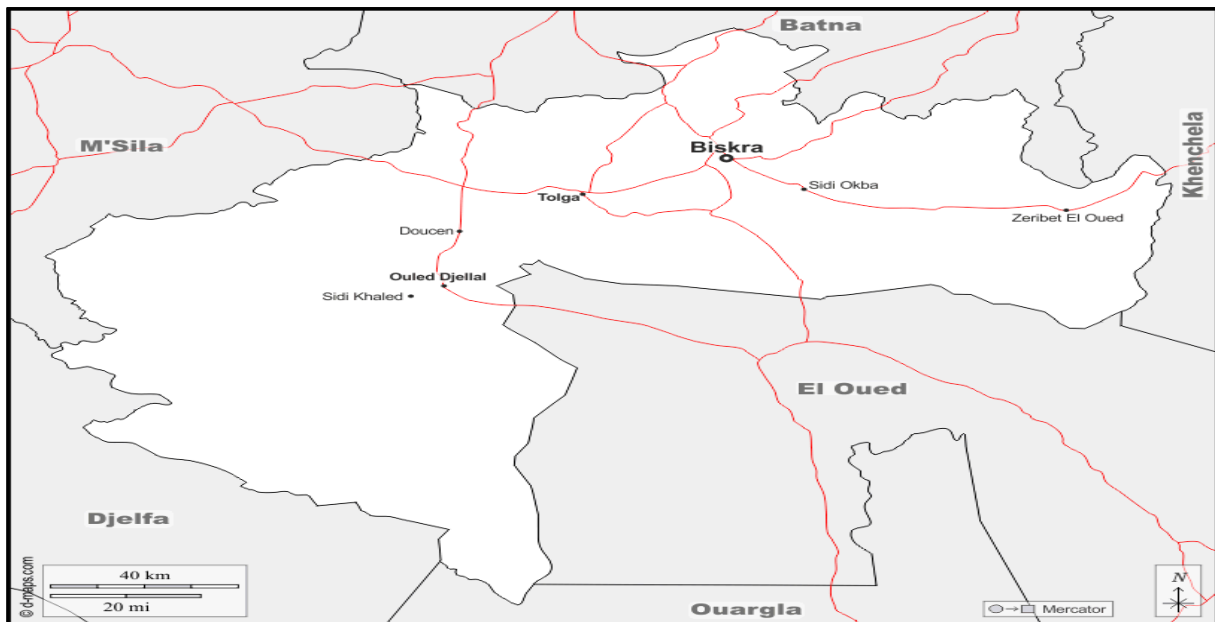 Batna
M'Sila
Biskra
Khenchela
Sidi Okba
Tolga
Zeribet El Oued
Doucen
Ouled Djellal
Sidi Khaled
El Oued
Djelfa
© d-maps.com
40 km
20 mi
N
Mercator
Ouargla